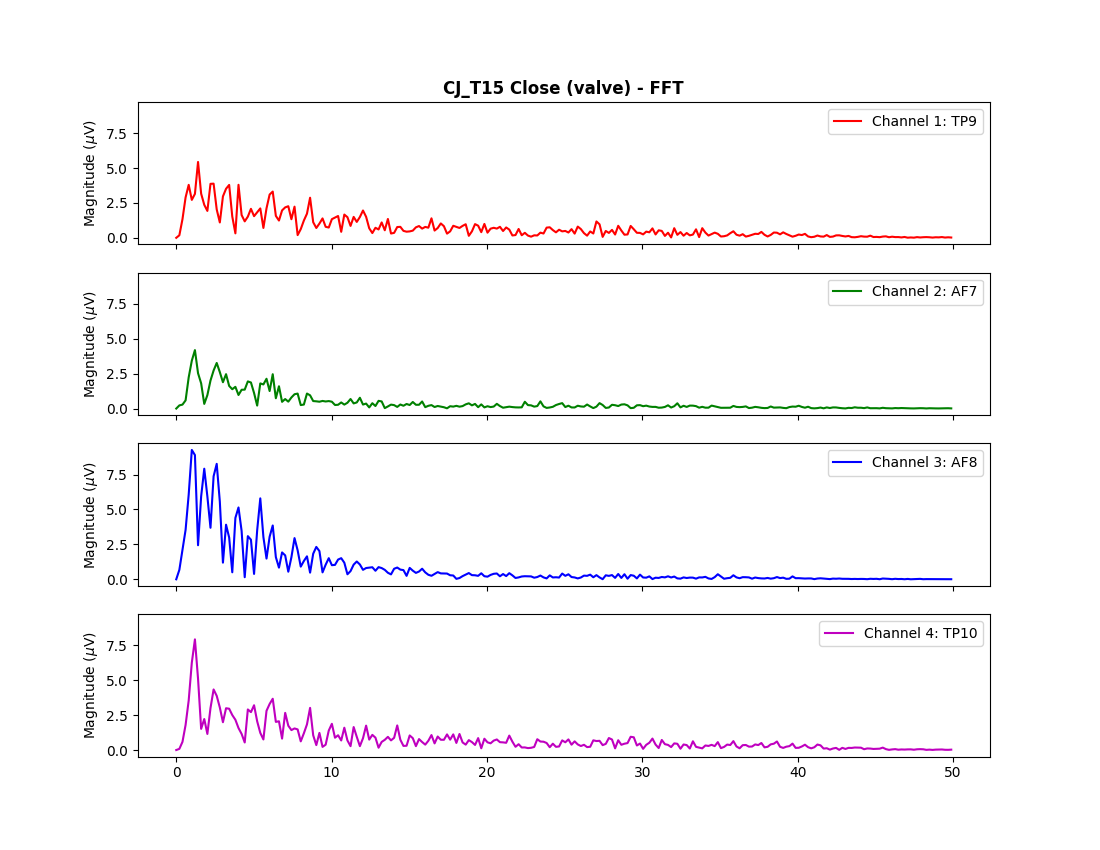 CJ_T15 Close (valve) - FFT
Magnitude (μV)
7.5
5.0
2.5
0.0
Channel 1: TP9
Magnitude (μV)
7.5
5.0
2.5
0.0
Channel 2: AF7
Magnitude (μV)
7.5
5.0
2.5
0.0
Channel 3: AF8
Magnitude (μV)
7.5
5.0
2.5
0.0
Channel 4: TP10
0 10 20 30 40 50